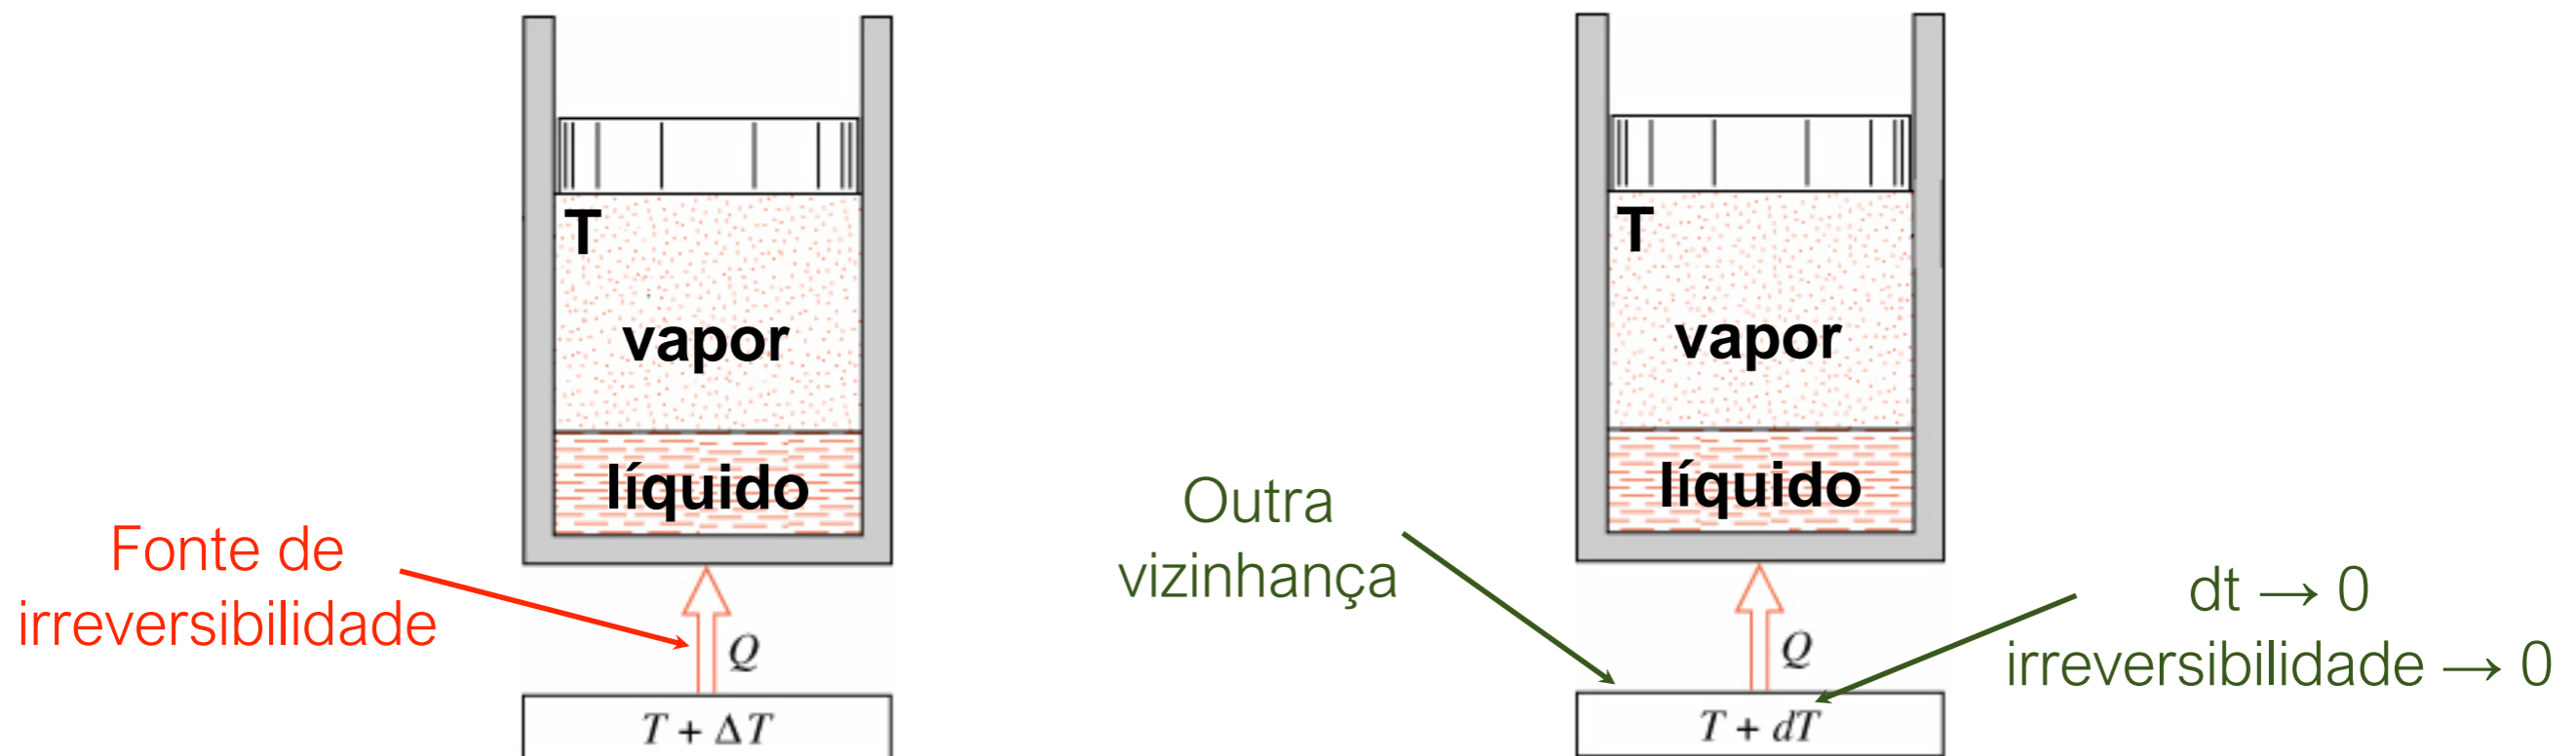 T
vapor
líquido
Fonte de
irreversibilidade
Q
T + ΔT
T
vapor
líquido
Outra
vizinhança
Q
T + dT
dt → 0
irreversibilidade → 0